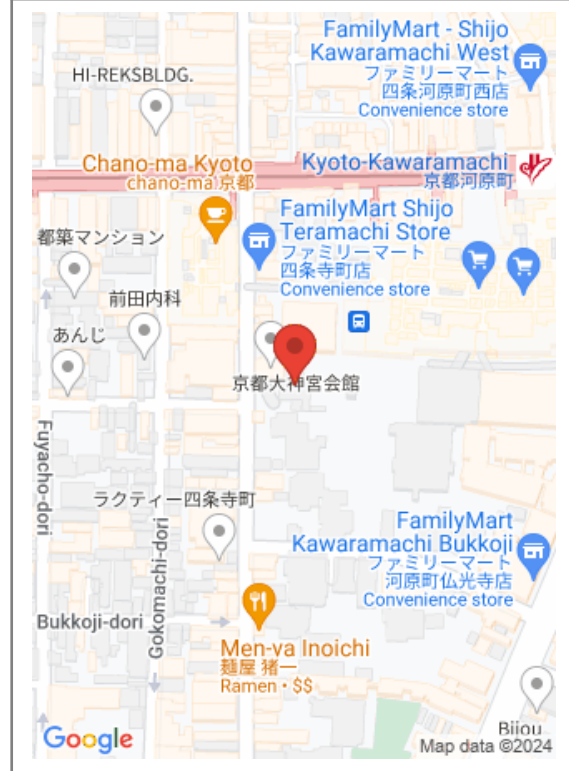 FamilyMart - Shijo
Kawaramachi West
ファミリーマート
四条河原町西店
Convenience store
HI-REKSBLDG.
Chano-ma Kyoto
chano-ma 京都
Kyoto-Kawaramachi
京都河原町
FamilyMart Shijo
Teramachi Store
ファミリーマート
四条寺町店
Convenience store
都築マンション
前田内科
あんじ
京都大神宮会館
Fuyacho-dori
Gokomachi-dori
ラクティー四条寺町
FamilyMart
Kawaramachi Bukkoji
ファミリーマート
河原町仏光寺店
Convenience store
Bukkoji-dori
Men-ya Inoichi
麺屋 猪一
Ramen • $$
Bijou
Google
Map data ©2024